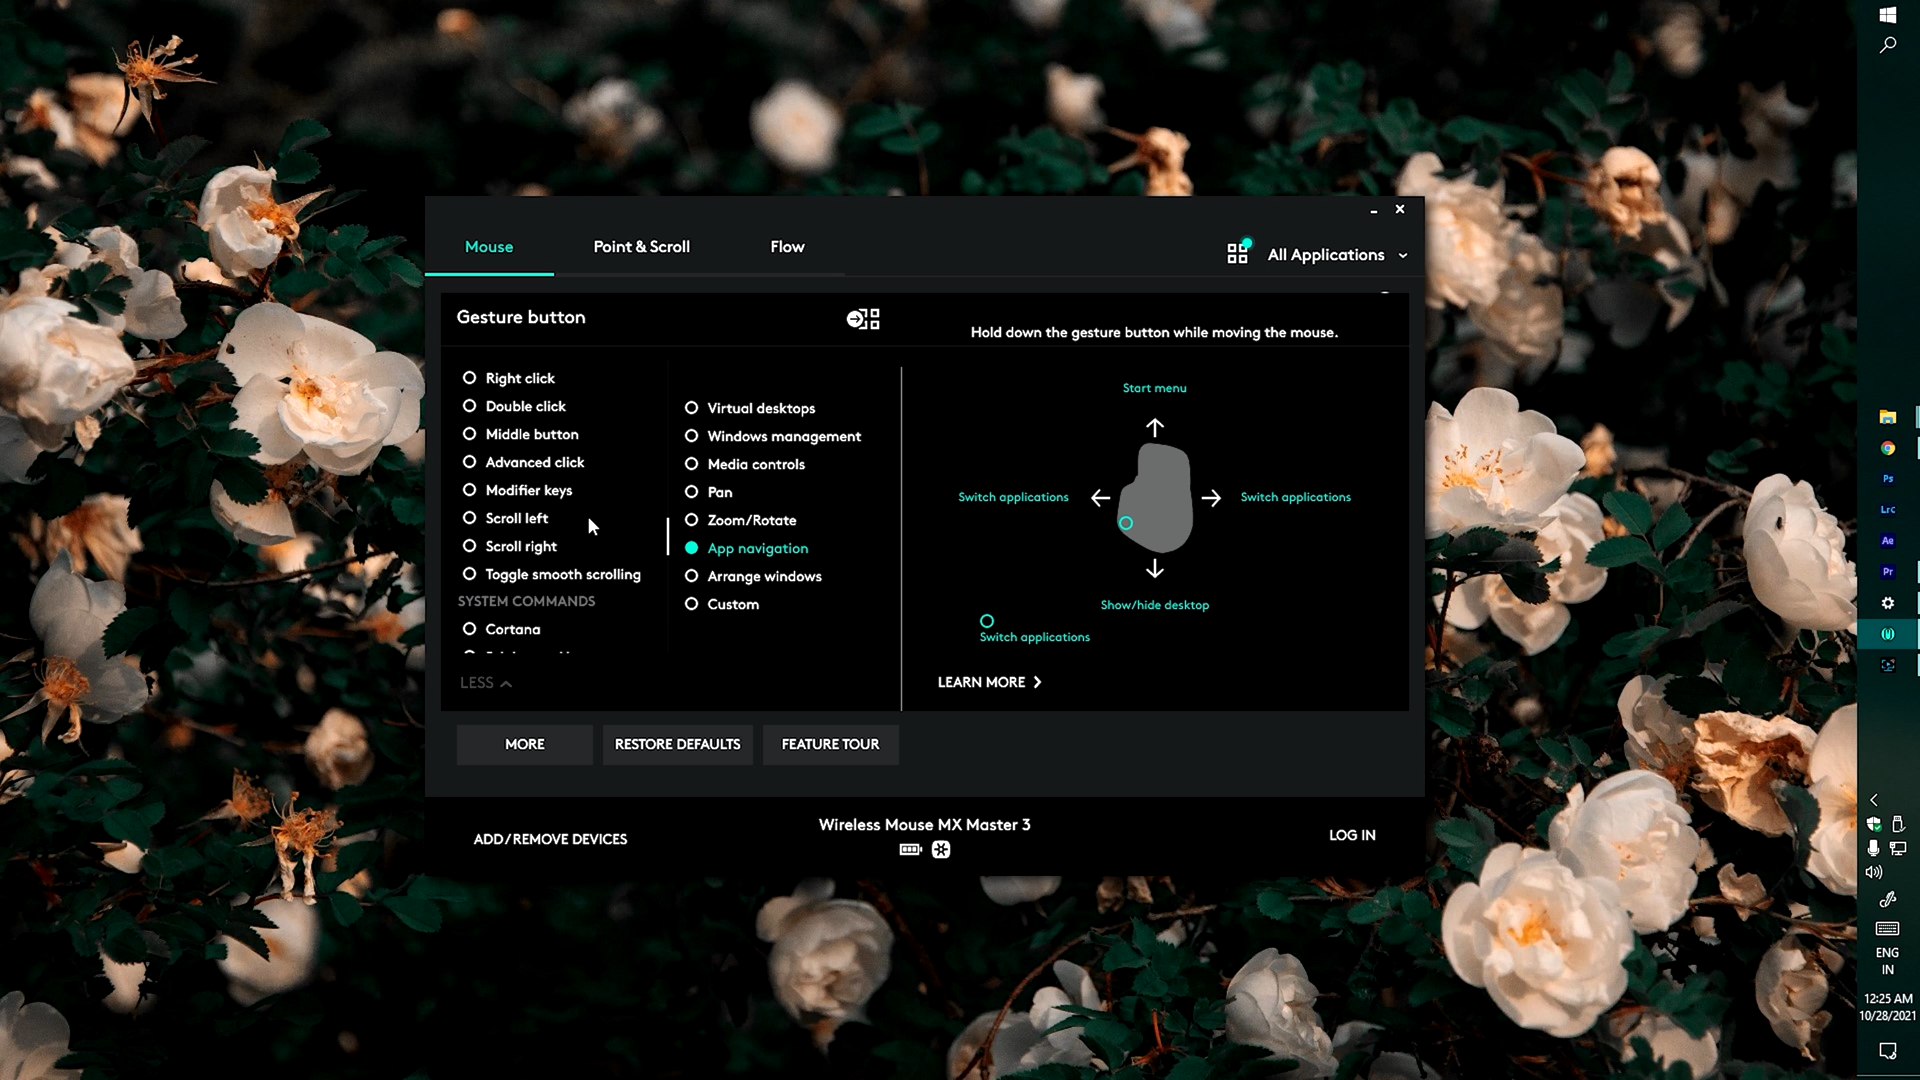 Mouse
Point & Scroll
Flow
All Applications
Gesture button
Hold down the gesture button while moving the mouse.
Right click
Double click
Middle button
Advanced click
Modifier keys
Scroll left
Scroll right
Toggle smooth scrolling
SYSTEM COMMANDS
Cortana
LESS
Virtual desktops
Windows management
Media controls
Pan
Zoom/Rotate
App navigation
Arrange windows
Custom
Start menu
Switch applications
Switch applications
Show/hide desktop
Switch applications
LEARN MORE
MORE
RESTORE DEFAULTS
FEATURE TOUR
ADD/REMOVE DEVICES
Wireless Mouse MX Master 3
LOG IN
Ps
Lrc
Ae
Pr
ENG
IN
12:25 AM
10/28/2021